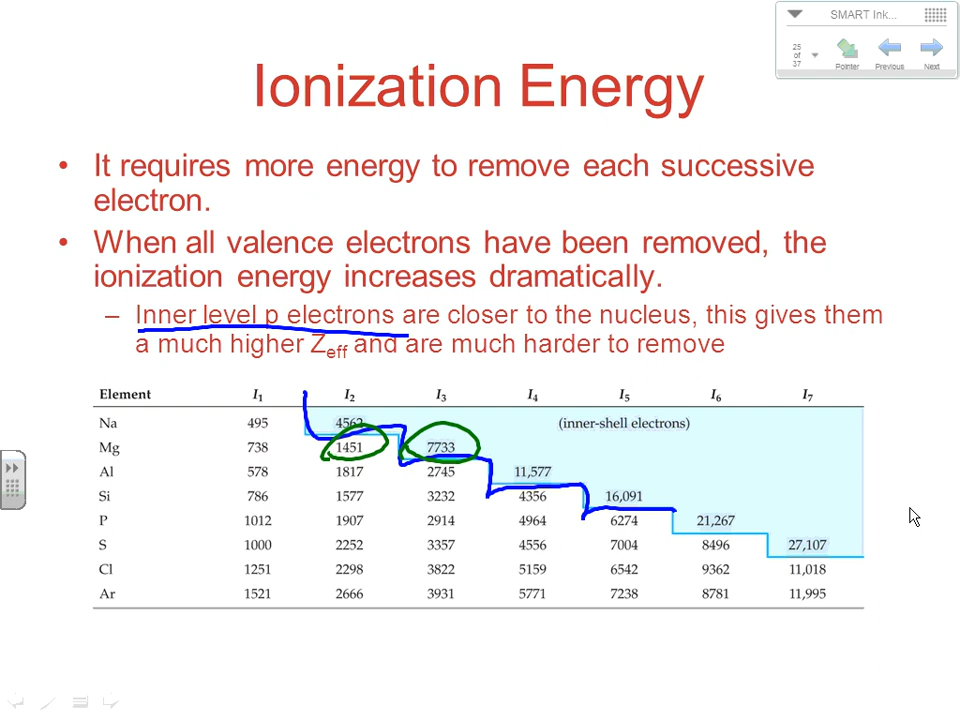 SMART Ink...
25
of
37
Pointer Previous Next
Ionization Energy
• It requires more energy to remove each successive
electron.
• When all valence electrons have been removed, the
ionization energy increases dramatically.
– Inner level p electrons are closer to the nucleus, this gives them
a much higher Zeff and are much harder to remove
Element I1 I2 I3 I4 I5 I6 I7
Na 495 4562 (inner-shell electrons)
Mg 738 1451 7733
Al 578 1817 2745 11,577
Si 786 1577 3232 4356 16,091
P 1012 1907 2914 4964 6274 21,267
S 1000 2252 3357 4556 7004 8496 27,107
Cl 1251 2298 3822 5159 6542 9362 11,018
Ar 1521 2666 3931 5771 7238 8781 11,995